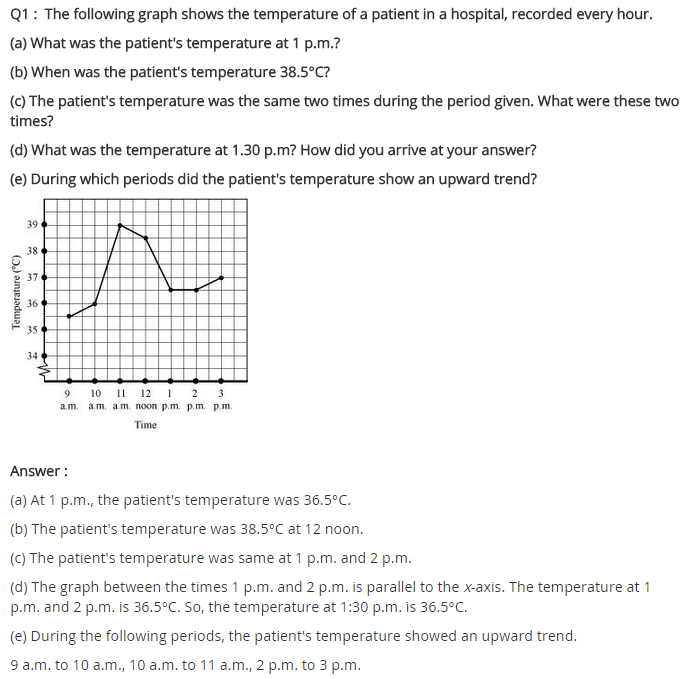 Q1 : The following graph shows the temperature of a patient in a hospital, recorded every hour.
(a) What was the patient's temperature at 1 p.m.?
(b) When was the patient's temperature 38.5°C?
(c) The patient's temperature was the same two times during the period given. What were these two
times?
(d) What was the temperature at 1.30 p.m? How did you arrive at your answer?
(e) During which periods did the patient's temperature show an upward trend?
Temperature (°C)
39
38
37
36
35
34
9 10 11 12 1 2 3
a.m. a.m. a.m. noon p.m. p.m. p.m.
Time
Answer :
(a) At 1 p.m., the patient's temperature was 36.5°C.
(b) The patient's temperature was 38.5°C at 12 noon.
(c) The patient's temperature was same at 1 p.m. and 2 p.m.
(d) The graph between the times 1 p.m. and 2 p.m. is parallel to the x-axis. The temperature at 1
p.m. and 2 p.m. is 36.5°C. So, the temperature at 1:30 p.m. is 36.5°C.
(e) During the following periods, the patient's temperature showed an upward trend.
9 a.m. to 10 a.m., 10 a.m. to 11 a.m., 2 p.m. to 3 p.m.